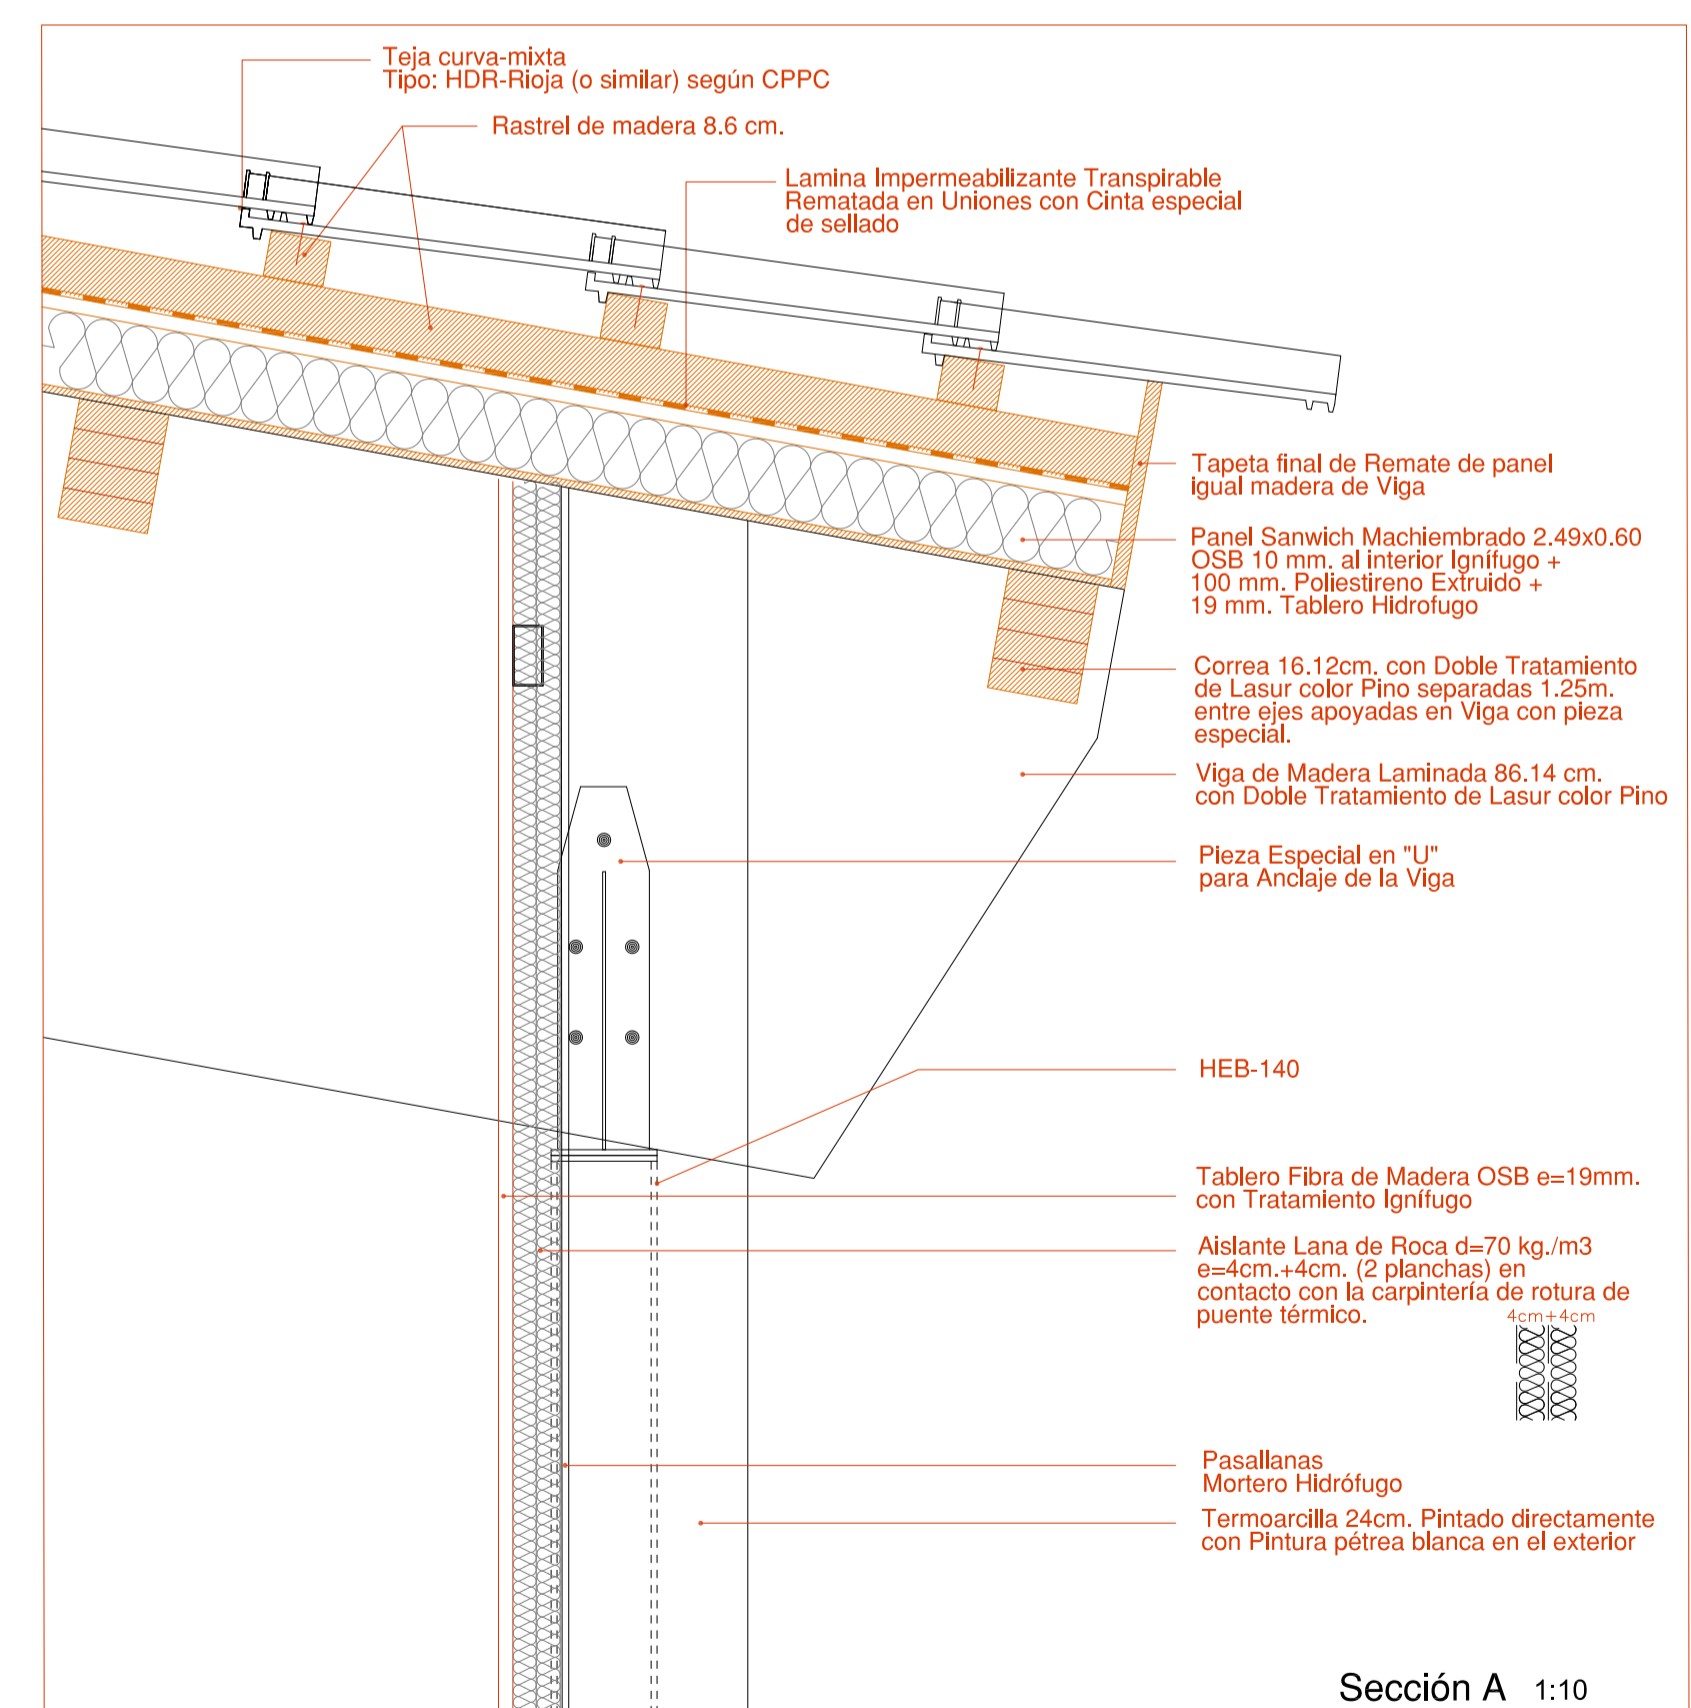 Teja curva-mixta
Tipo: HDR-Rioja (o similar) según CPPC
Rastrel de madera 8.6 cm.
Lamina Impermeabilizante Transpirable
Rematada en Uniones con Cinta especial
de sellado
Tapeta final de Remate de panel
igual madera de Viga
Panel Sanwich Machiembrado 2.49x0.60
OSB 10 mm. al interior Ignífugo +
100 mm. Poliestireno Extruido +
19 mm. Tablero Hidrofugo
Correa 16.12cm. con Doble Tratamiento
de Lasur color Pino separadas 1.25m.
entre ejes apoyadas en Viga con pieza
especial.
Viga de Madera Laminada 86.14 cm.
con Doble Tratamiento de Lasur color Pino
Pieza Especial en "U"
para Anclaje de la Viga
HEB-140
Tablero Fibra de Madera OSB e=19mm.
con Tratamiento Ignífugo
Aislante Lana de Roca d=70 kg./m3
e=4cm.+4cm. (2 planchas) en
contacto con la carpintería de rotura de
puente térmico.
4cm+4cm
Pasallanas
Mortero Hidrófugo
Termoarcilla 24cm. Pintado directamente
con Pintura pétrea blanca en el exterior
Sección A 1:10